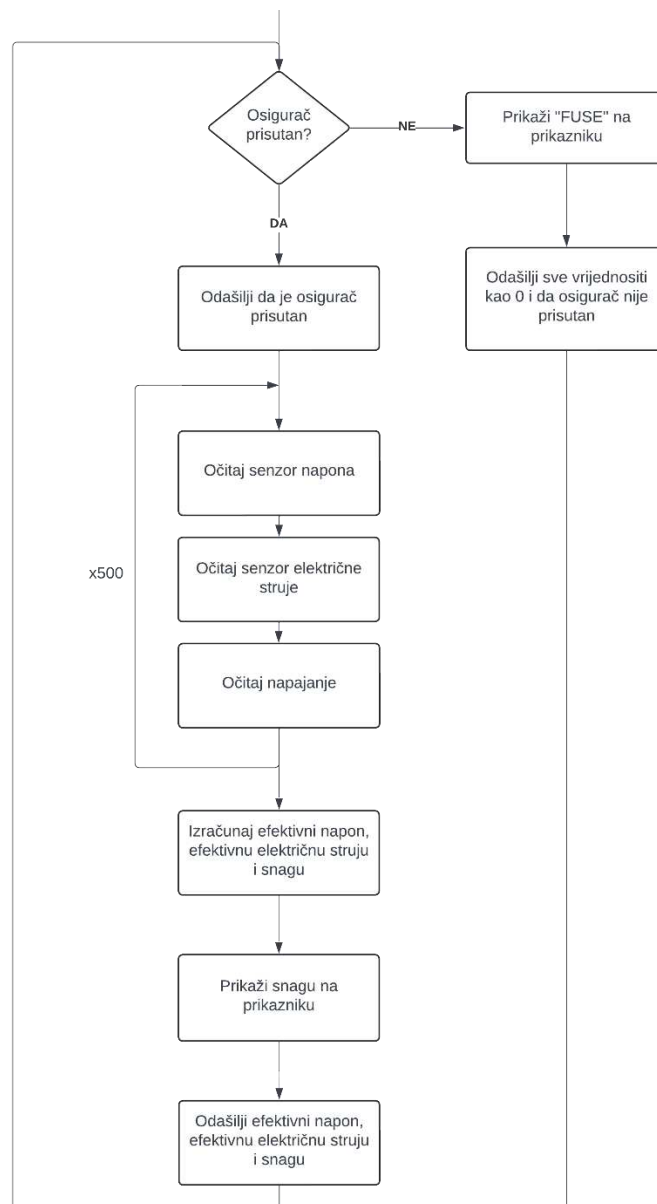 Osigurač
prisutan?
NE
Prikaži "FUSE" na
prikazniku
DA
Odašilji da je osigurač
prisutan
Odašilji sve vrijednositi
kao 0 i da osigurač nije
prisutan
Očitaj senzor napona
x500
Očitaj senzor električne
struje
Očitaj napajanje
Izračunaj efektivni napon,
efektivnu električnu struju
i snagu
Prikaži snagu na
prikazniku
Odašilji efektivni napon,
efektivnu električnu struju
i snagu